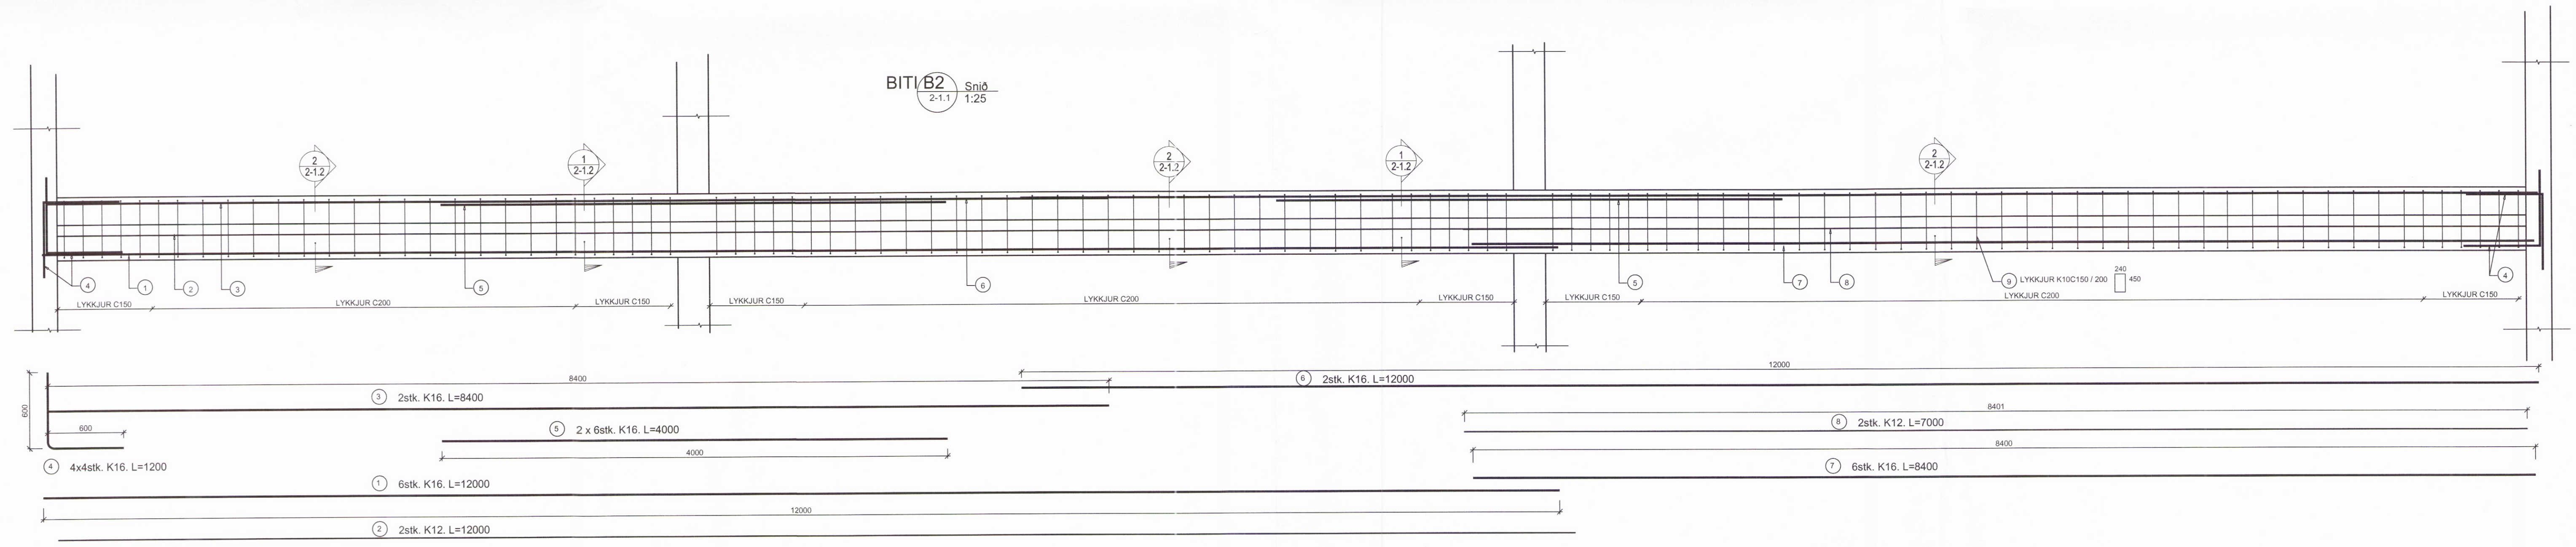 BITI B2 Snið
2-1.1 1:25
2
2-1.2
1
2-1.2
2
2-1.2
1
2-1.2
2
2-1.2
4
1
2
3
5
6
5
7
8
9 LYKKJUR K10C150 / 200
240
450
4
LYKKJUR C150
LYKKJUR C200
LYKKJUR C150
LYKKJUR C150
LYKKJUR C200
LYKKJUR C150
LYKKJUR C150
LYKKJUR C200
LYKKJUR C150
12000
8400
6 2stk. K16. L=12000
3 2stk. K16. L=8400
600
8401
8 2stk. K12. L=7000
600
5 2 x 6stk. K16. L=4000
8400
4000
4 4x4stk. K16. L=1200
7 6stk. K16. L=8400
1 6stk. K16. L=12000
12000
2 2stk. K12. L=12000